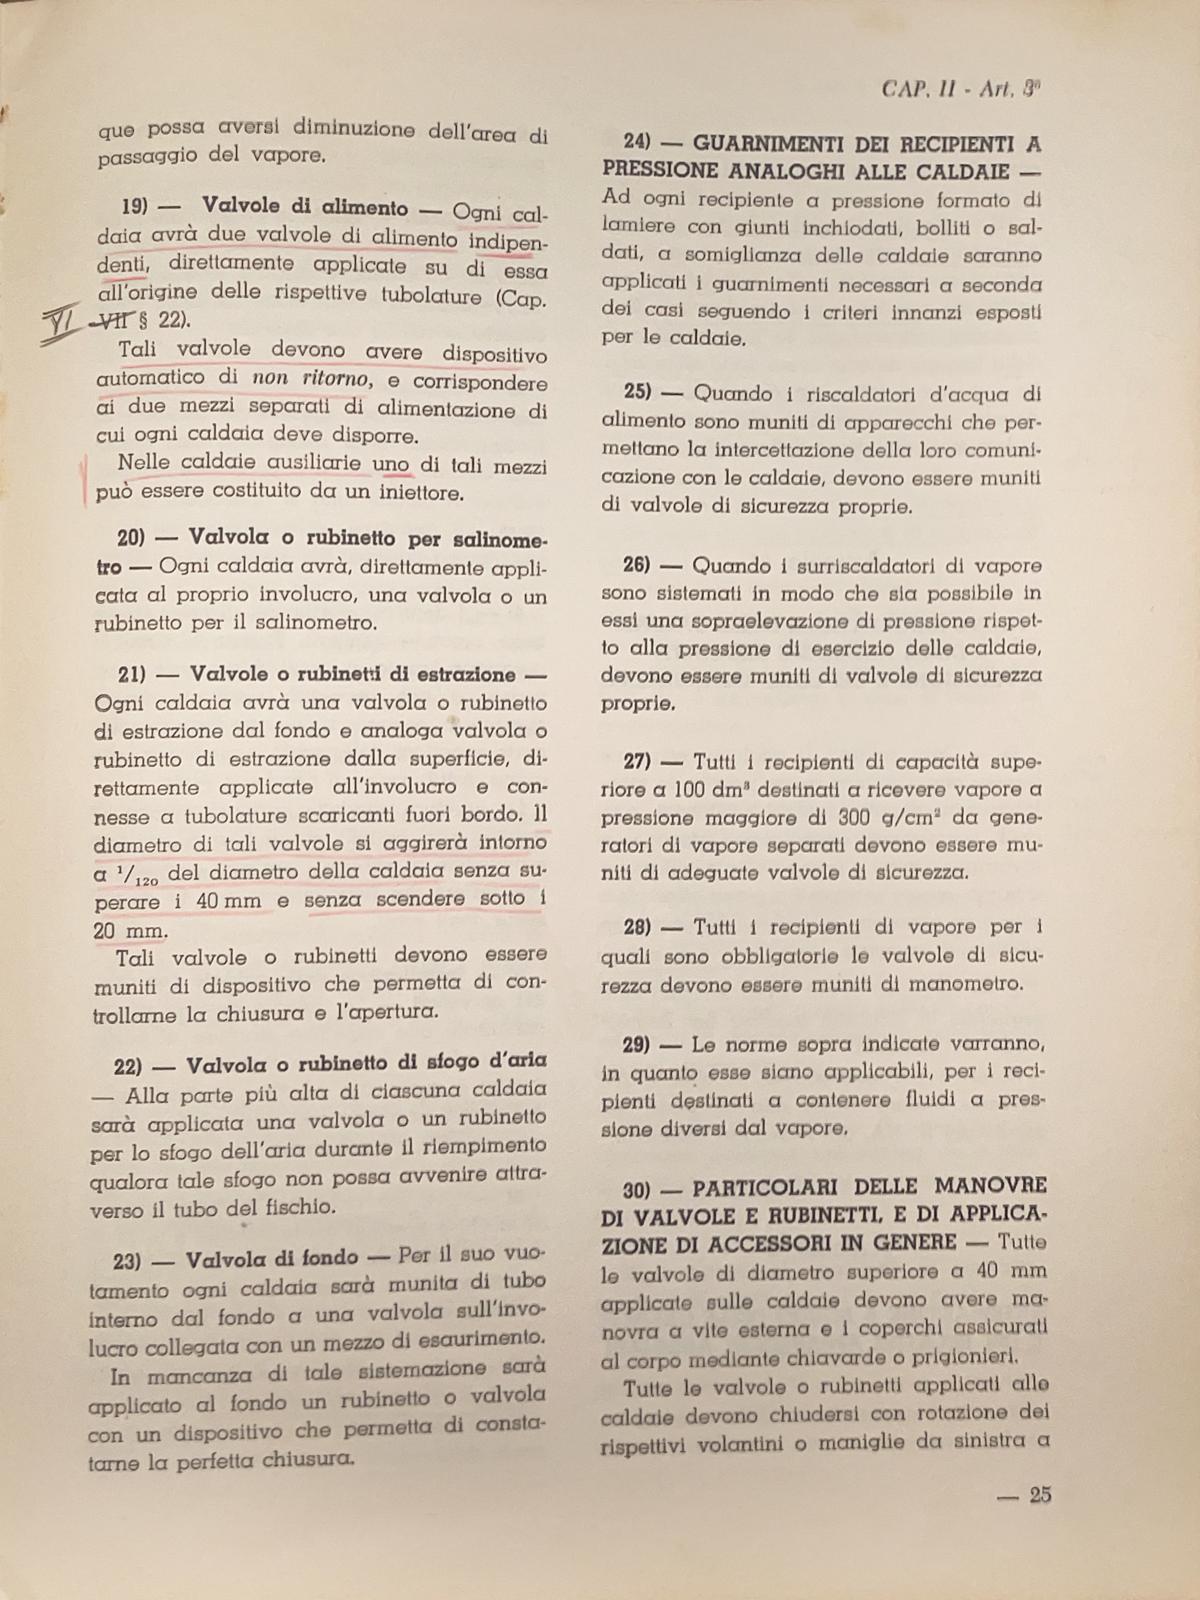 CAP. II - Art. 3º
que possa aversi diminuzione dell'area di
passaggio del vapore.
19) — Valvole di alimento — Ogni cal-
daia avrà due valvole di alimento indipen-
denti, direttamente applicate su di essa
all'origine delle rispettive tubolature (Cap.
VI VII § 22).
Tali valvole devono avere dispositivo
automatico di non ritorno, e corrispondere
ai due mezzi separati di alimentazione di
cui ogni caldaia deve disporre.
Nelle caldaie ausiliarie uno di tali mezzi
può essere costituito da un iniettore.
20) — Valvola o rubinetto per salinome-
tro — Ogni caldaia avrà, direttamente appli-
cata al proprio involucro, una valvola o un
rubinetto per il salinometro.
21) — Valvole o rubinetti di estrazione —
Ogni caldaia avrà una valvola o rubinetto
di estrazione dal fondo e analoga valvola o
rubinetto di estrazione dalla superficie, di-
rettamente applicate all'involucro e con-
nesse a tubolature scaricanti fuori bordo. Il
diametro di tali valvole si aggirerà intorno
a 1/120 del diametro della caldaia senza su-
perare i 40 mm e senza scendere sotto i
20 mm.
Tali valvole o rubinetti devono essere
muniti di dispositivo che permetta di con-
trollarne la chiusura e l'apertura.
22) — Valvola o rubinetto di sfogo d'aria
— Alla parte più alta di ciascuna caldaia
sarà applicata una valvola o un rubinetto
per lo sfogo dell'aria durante il riempimento
qualora tale sfogo non possa avvenire attra-
verso il tubo del fischio.
23) — Valvola di fondo — Per il suo vuo-
tamento ogni caldaia sarà munita di tubo
interno dal fondo a una valvola sull'invo-
lucro collegata con un mezzo di esaurimento.
In mancanza di tale sistemazione sarà
applicato al fondo un rubinetto o valvola
con un dispositivo che permetta di consta-
tarne la perfetta chiusura.
24) — GUARNIMENTI DEI RECIPIENTI A
PRESSIONE ANALOGHI ALLE CALDAIE —
Ad ogni recipiente a pressione formato di
lamiere con giunti inchiodati, bolliti o sal-
dati, a somiglianza delle caldaie saranno
applicati i guarnimenti necessari a seconda
dei casi seguendo i criteri innanzi esposti
per le caldaie.
25) — Quando i riscaldatori d'acqua di
alimento sono muniti di apparecchi che per-
mettano la intercettazione della loro comuni-
cazione con le caldaie, devono essere muniti
di valvole di sicurezza proprie.
26) — Quando i surriscaldatori di vapore
sono sistemati in modo che sia possibile in
essi una sopraelevazione di pressione rispet-
to alla pressione di esercizio delle caldaie,
devono essere muniti di valvole di sicurezza
proprie.
27) — Tutti i recipienti di capacità supe-
riore a 100 dm³ destinati a ricevere vapore a
pressione maggiore di 300 g/cm² da gene-
ratori di vapore separati devono essere mu-
niti di adeguate valvole di sicurezza.
28) — Tutti i recipienti di vapore per i
quali sono obbligatorie le valvole di sicu-
rezza devono essere muniti di manometro.
29) — Le norme sopra indicate varranno,
in quanto esse siano applicabili, per i reci-
pienti destinati a contenere fluidi a pres-
sione diversi dal vapore.
30) — PARTICOLARI DELLE MANOVRE
DI VALVOLE E RUBINETTI, E DI APPLICA-
ZIONE DI ACCESSORI IN GENERE — Tutte
le valvole di diametro superiore a 40 mm
applicate sulle caldaie devono avere ma-
novra a vite esterna e i coperchi assicurati
al corpo mediante chiavarde o prigionieri.
Tutte le valvole o rubinetti applicati alle
caldaie devono chiudersi con rotazione dei
rispettivi volantini o maniglie da sinistra a
— 25